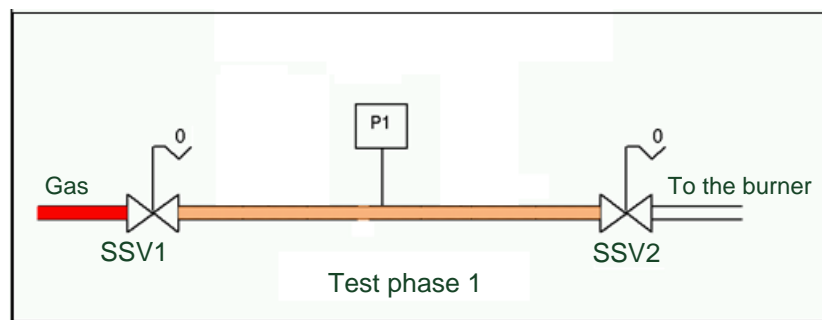 P1
0
0
Gas
To the burner
SSV1
SSV2
Test phase 1